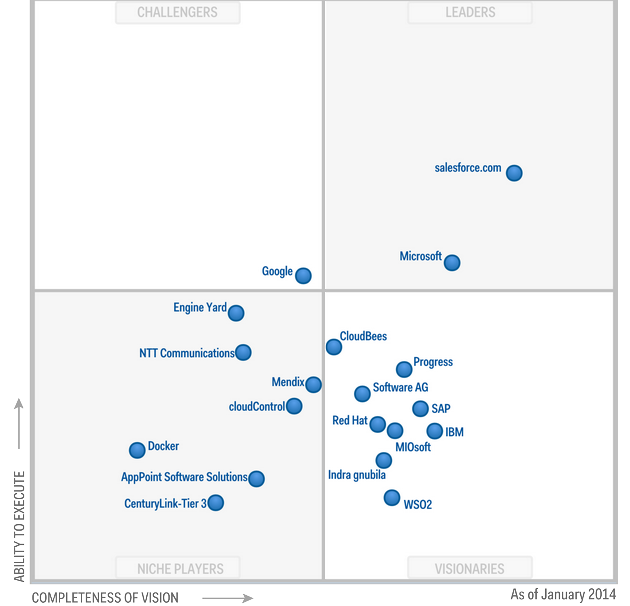 CHALLENGERS
LEADERS
salesforce.com
Microsoft
Google
Engine Yard
CloudBees
NTT Communications
Progress
Mendix
Software AG
cloudControl
SAP
Red Hat
IBM
MIOsoft
Docker
Indra gnubila
AppPoint Software Solutions
CenturyLink-Tier 3
WSO2
NICHE PLAYERS
VISIONARIES
ABILITY TO EXECUTE
COMPLETENESS OF VISION
As of January 2014